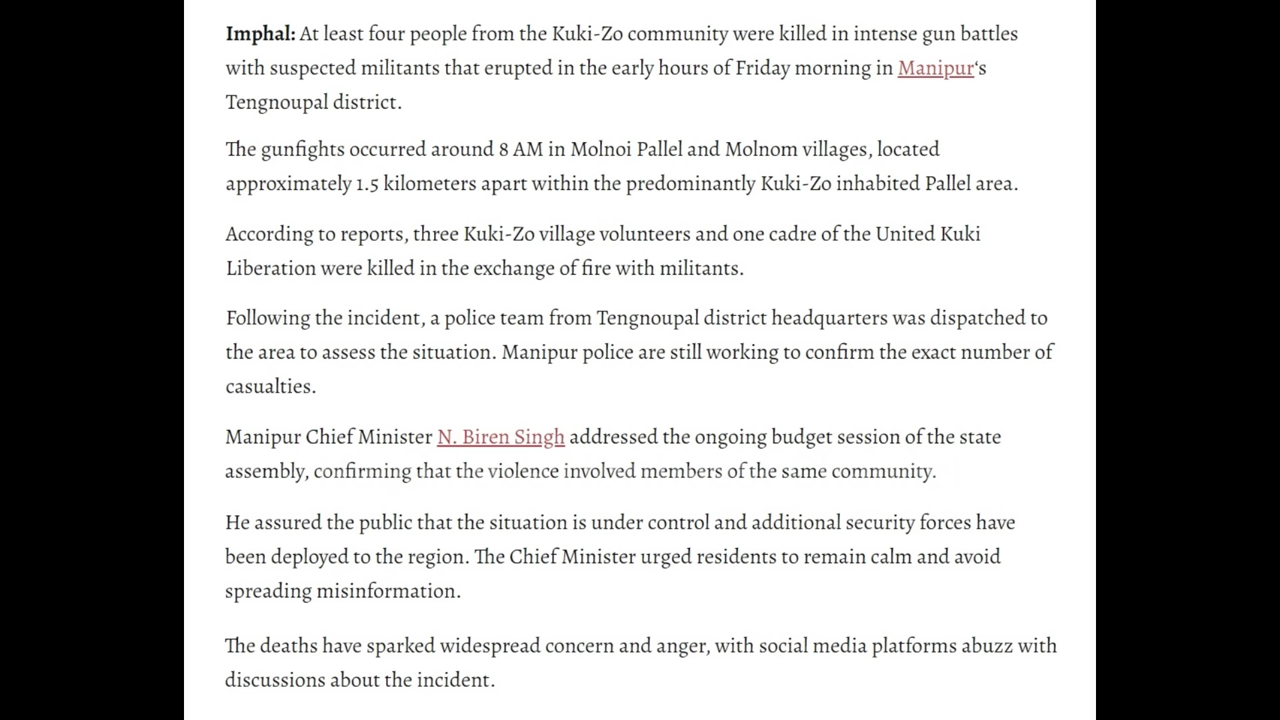 Imphal: At least four people from the Kuki-Zo community were killed in intense gun battles
with suspected militants that erupted in the early hours of Friday morning in Manipur‘s
Tengnoupal district.
The gunfights occurred around 8 AM in Molnoi Pallel and Molnom villages, located
approximately 1.5 kilometers apart within the predominantly Kuki-Zo inhabited Pallel area.
According to reports, three Kuki-Zo village volunteers and one cadre of the United Kuki
Liberation were killed in the exchange of fire with militants.
Following the incident, a police team from Tengnoupal district headquarters was dispatched to
the area to assess the situation. Manipur police are still working to confirm the exact number of
casualties.
Manipur Chief Minister N. Biren Singh addressed the ongoing budget session of the state
assembly, confirming that the violence involved members of the same community.
He assured the public that the situation is under control and additional security forces have
been deployed to the region. The Chief Minister urged residents to remain calm and avoid
spreading misinformation.
The deaths have sparked widespread concern and anger, with social media platforms abuzz with
discussions about the incident.